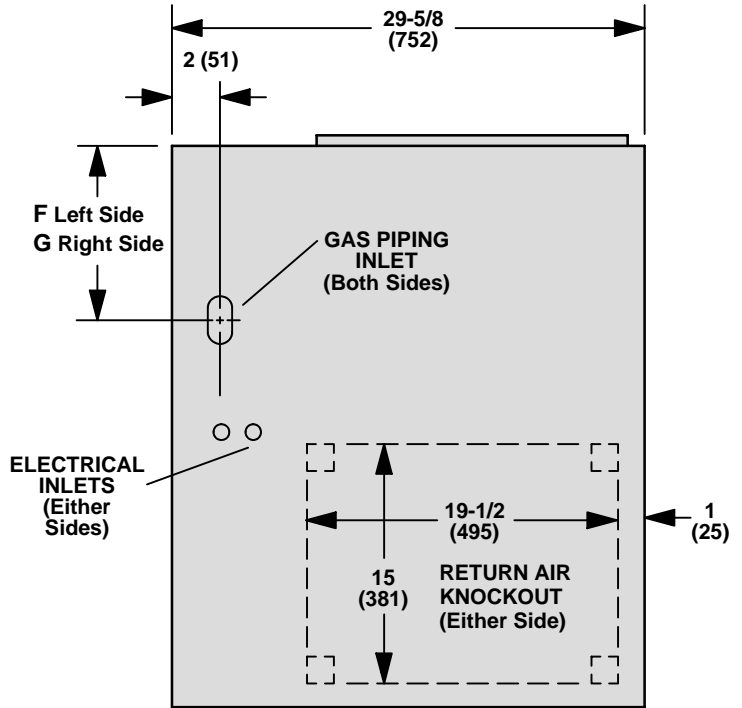 29-5/8
(752)
2 (51)
F Left Side
G Right Side
GAS PIPING
INLET
(Both Sides)
ELECTRICAL
INLETS
(Either
Sides)
19-1/2
(495)
1
(25)
15
(381)
RETURN AIR
KNOCKOUT
(Either Side)